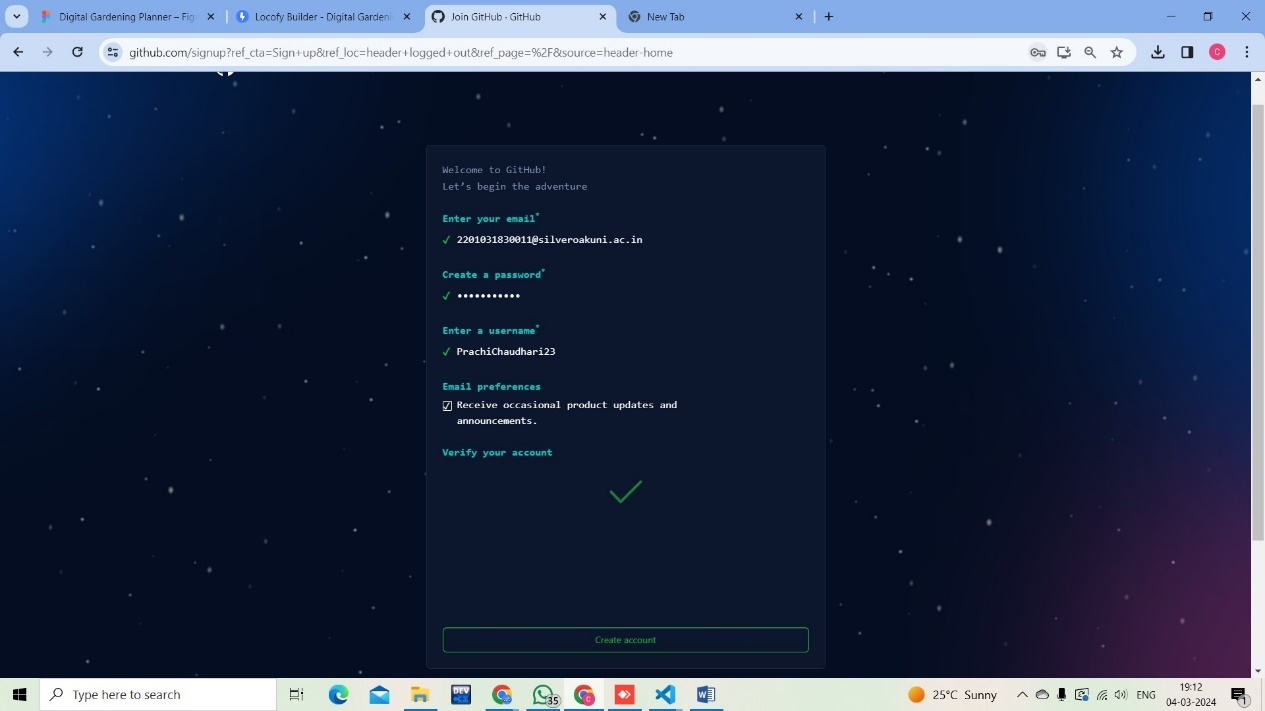 Digital Gardening Planner – Fig
Locofy Builder - Digital Gardeni
Join GitHub · GitHub
New Tab
github.com/signup?ref_cta=Sign+up&ref_loc=header+logged+out&ref_page=%2F&source=header-home
C
Welcome to GitHub!
Let's begin the adventure
Enter your email*
✓ 2201031830011@silveroakuni.ac.in
Create a password*
✓ •••••••••••
Enter a username*
✓ PrachiChaudhari23
Email preferences
Receive occasional product updates and
announcements.
Verify your account
Create account
Type here to search
DEV
35
C
25°C Sunny
ENG
19:12
04-03-2024
1